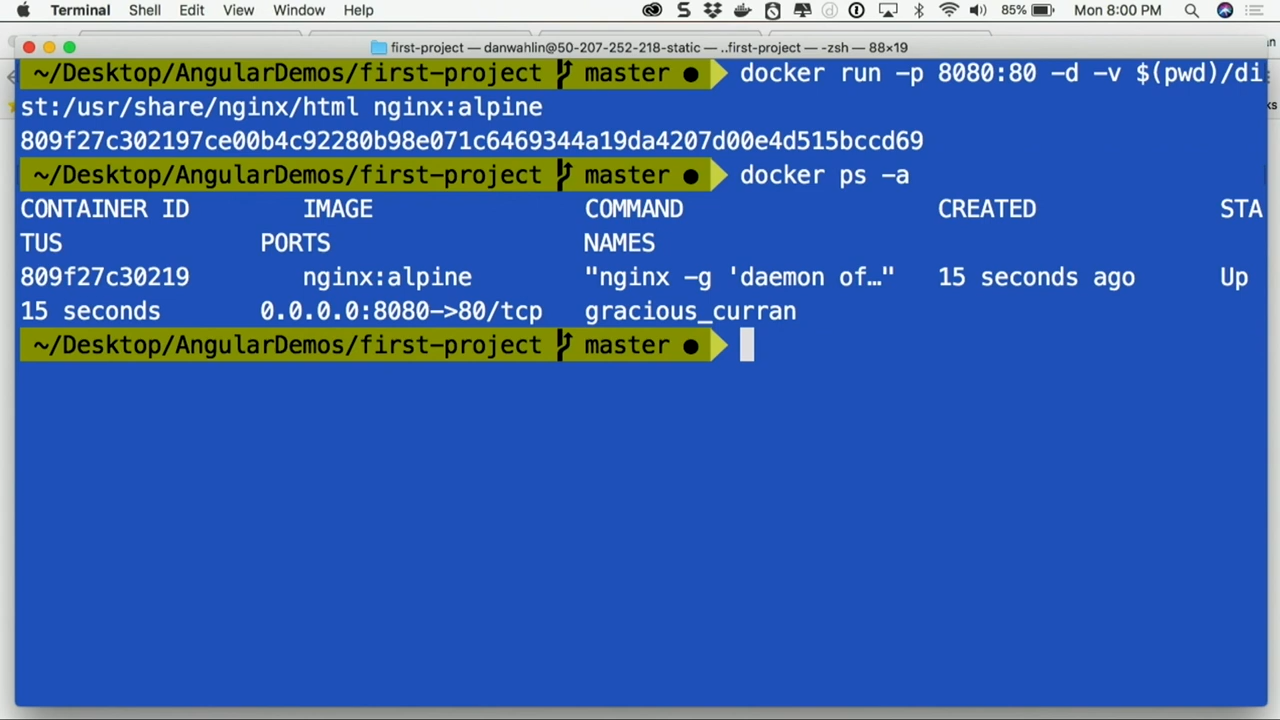 Terminal Shell Edit View Window Help 85% Mon 8:00 PM
first-project — danwahlin@50-207-252-218-static — ..first-project — -zsh — 88×19
~/Desktop/AngularDemos/first-project master ● docker run -p 8080:80 -d -v $(pwd)/di
st:/usr/share/nginx/html nginx:alpine
809f27c302197ce00b4c92280b98e071c6469344a19da4207d00e4d515bccd69
~/Desktop/AngularDemos/first-project master ● docker ps -a
CONTAINER ID IMAGE COMMAND CREATED STA
TUS PORTS NAMES
809f27c30219 nginx:alpine "nginx -g 'daemon of…" 15 seconds ago Up
15 seconds 0.0.0.0:8080->80/tcp gracious_curran
~/Desktop/AngularDemos/first-project master ●